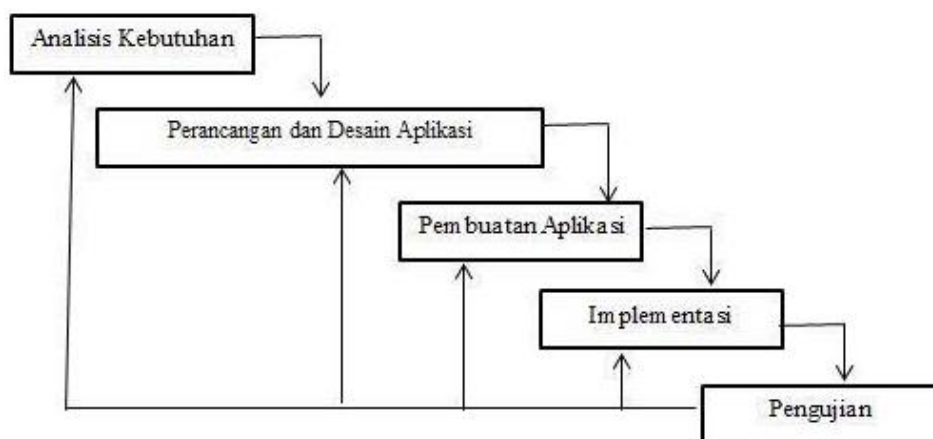 Analisis Kebutuhan
Perancangan dan Desain Aplikasi
Pembuatan Aplikasi
Implementasi
Pengujian